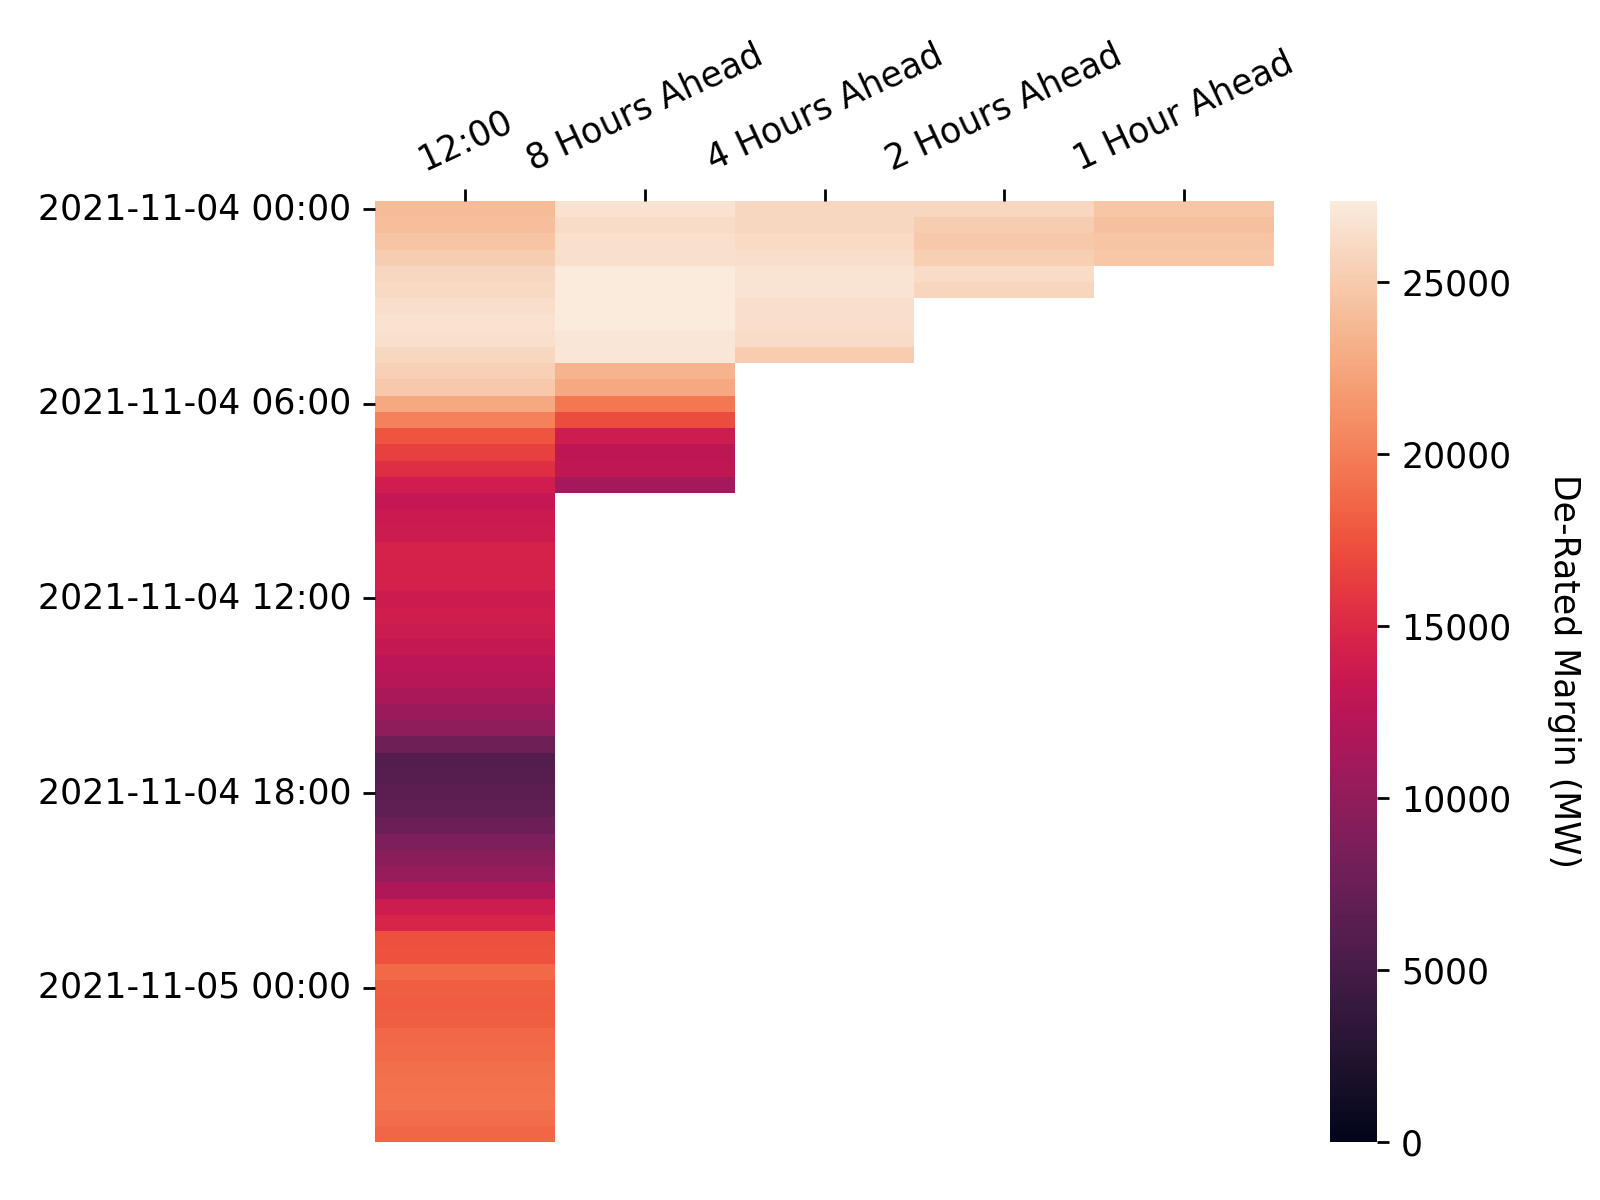 12:00
8 Hours Ahead
4 Hours Ahead
2 Hours Ahead
1 Hour Ahead
2021-11-04 00:00
2021-11-04 06:00
2021-11-04 12:00
2021-11-04 18:00
2021-11-05 00:00
25000
20000
15000
10000
5000
0
De-Rated Margin (MW)